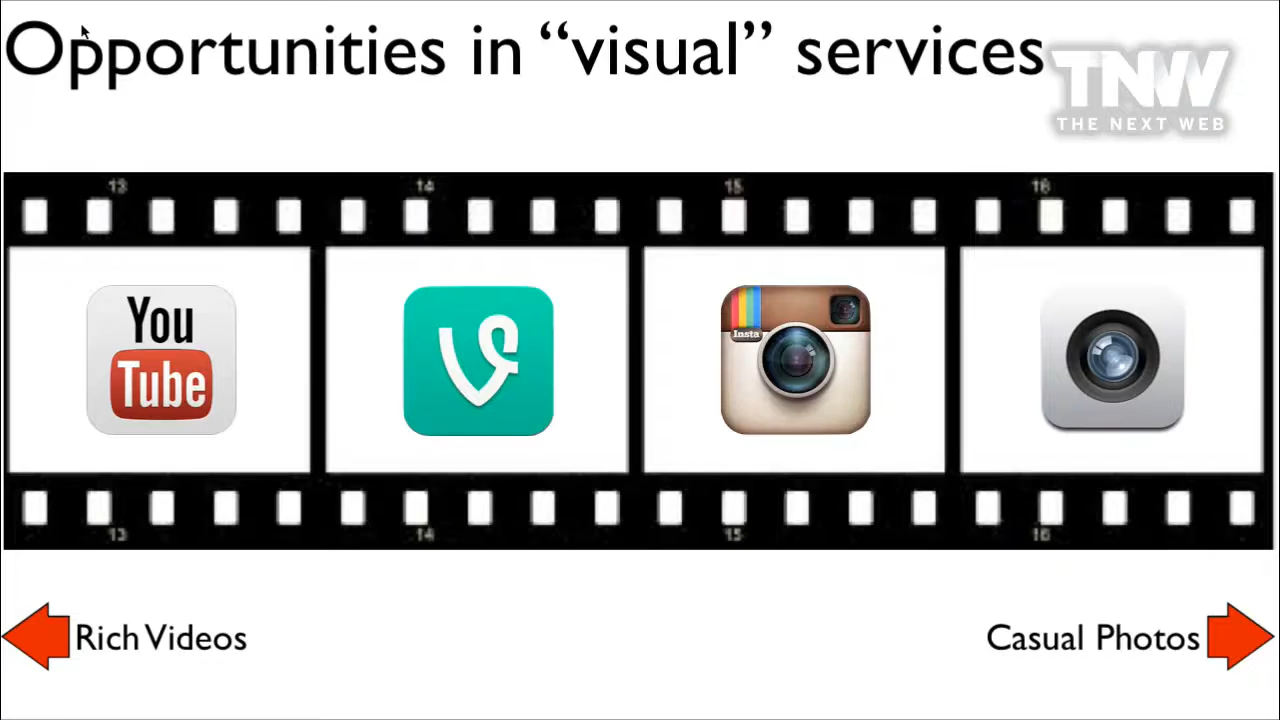 Opportunities in “visual” services
TNW
THE NEXT WEB
13 14 15 16
You
Tube
Insta
13 14 15 16
Rich Videos
Casual Photos